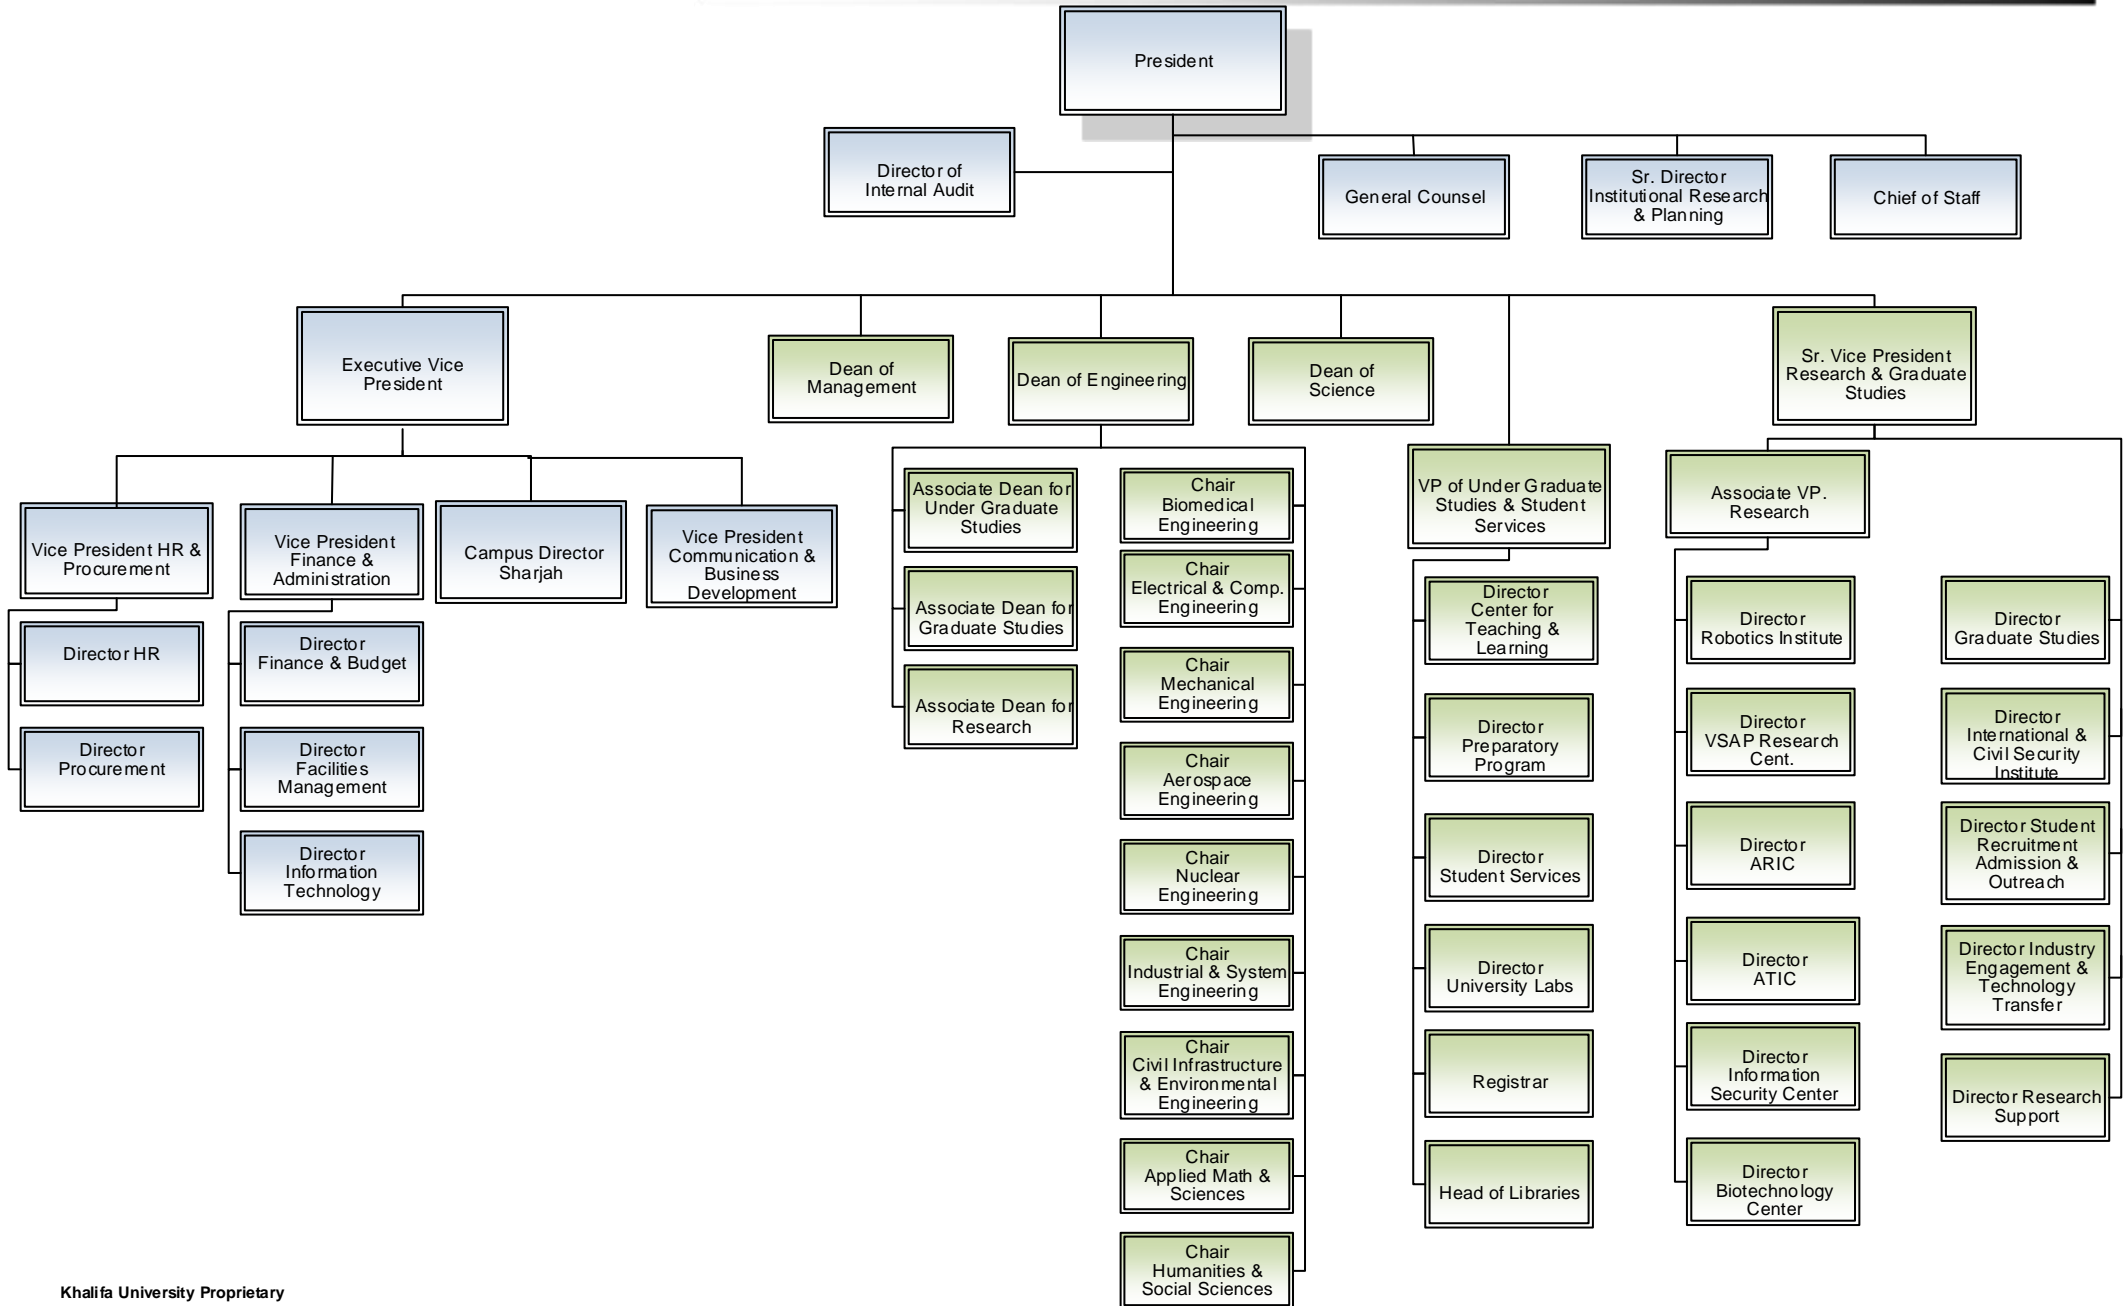 President
Director of
Internal Audit
General Counsel
Sr. Director
Institutional Research
& Planning
Chief of Staff
Executive Vice
President
Dean of
Management
Dean of Engineering
Dean of
Science
Sr. Vice President
Research & Graduate
Studies
Vice President HR &
Procurement
Vice President
Finance &
Administration
Campus Director
Sharjah
Vice President
Communication &
Business
Development
Director HR
Director
Procurement
Director
Finance & Budget
Director
Facilities
Management
Director
Information
Technology
Associate Dean for
Under Graduate
Studies
Associate Dean for
Graduate Studies
Associate Dean for
Research
Chair
Biomedical
Engineering
Chair
Electrical & Comp.
Engineering
Chair
Mechanical
Engineering
Chair
Aerospace
Engineering
Chair
Nuclear
Engineering
Chair
Industrial & System
Engineering
Chair
Civil Infrastructure
& Environmental
Engineering
Chair
Applied Math &
Sciences
Chair
Humanities &
Social Sciences
VP of Under Graduate
Studies & Student
Services
Director
Center for
Teaching &
Learning
Director
Preparatory
Program
Director
Student Services
Director
University Labs
Registrar
Head of Libraries
Associate VP.
Research
Director
Robotics Institute
Director
VSAP Research
Cent.
Director
ARIC
Director
ATIC
Director
Information
Security Center
Director
Biotechnology
Center
Director
Graduate Studies
Director
International &
Civil Security
Institute
Director Student
Recruitment
Admission &
Outreach
Director Industry
Engagement &
Technology
Transfer
Director Research
Support
Khalifa University Proprietary